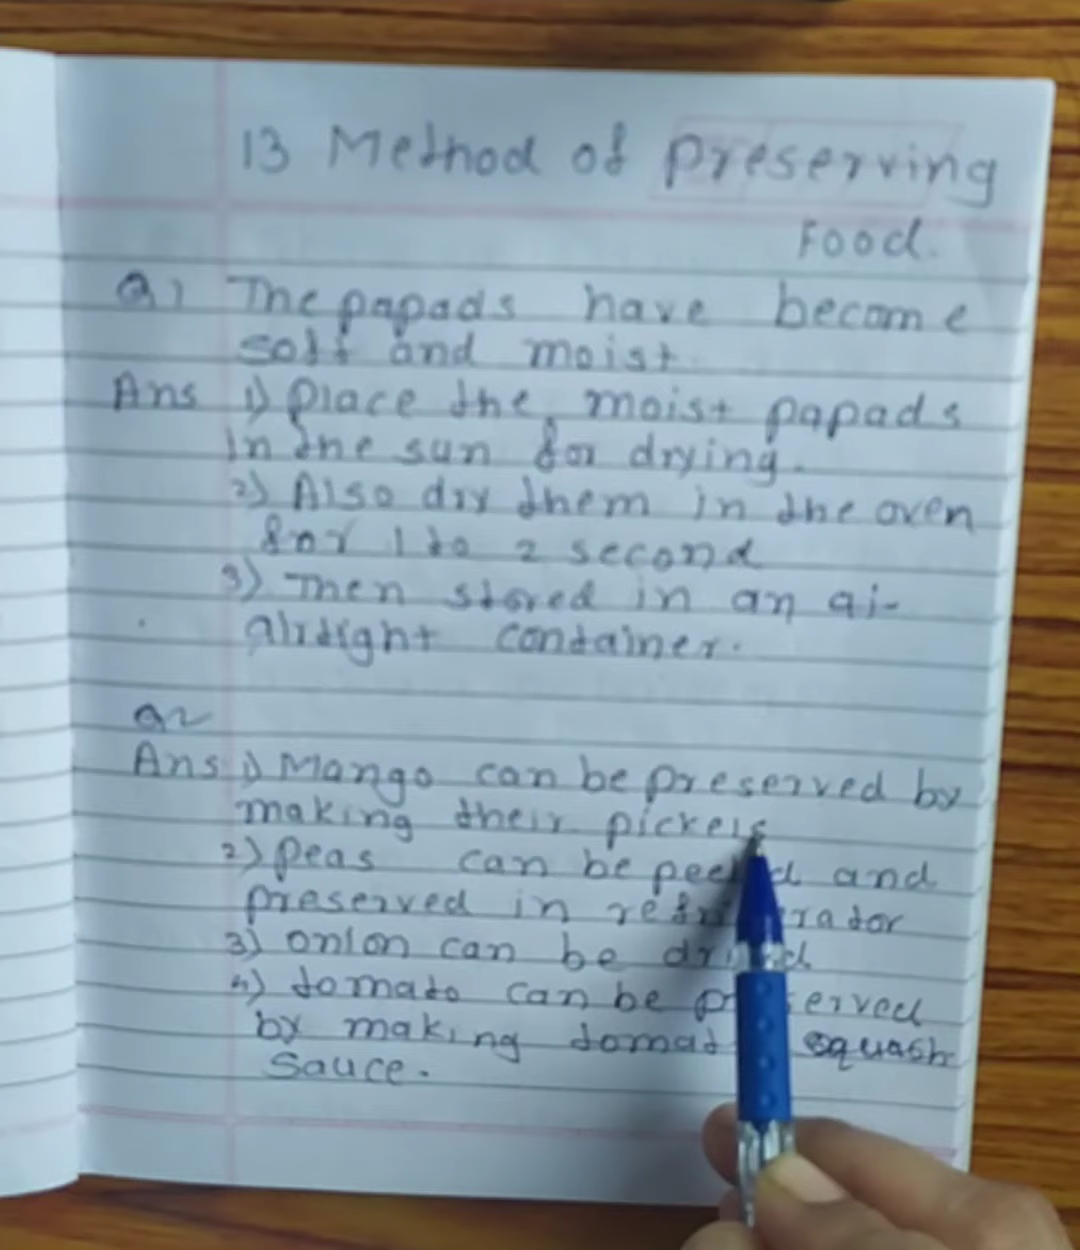 13 Method of preserving
Food.
Q1 The papads have become
soft and moist.
Ans 1) Place the moist papads
in the sun for drying.
2) Also dry them in the oven
for 1 to 2 second
3) Then stored in an ai-
airtight container.
Q2
Ans 1) Mango can be preserved by
making their pickels
2) peas can be and
preserved in
3) onion can be
4) tomato can be
by making squash
sauce.